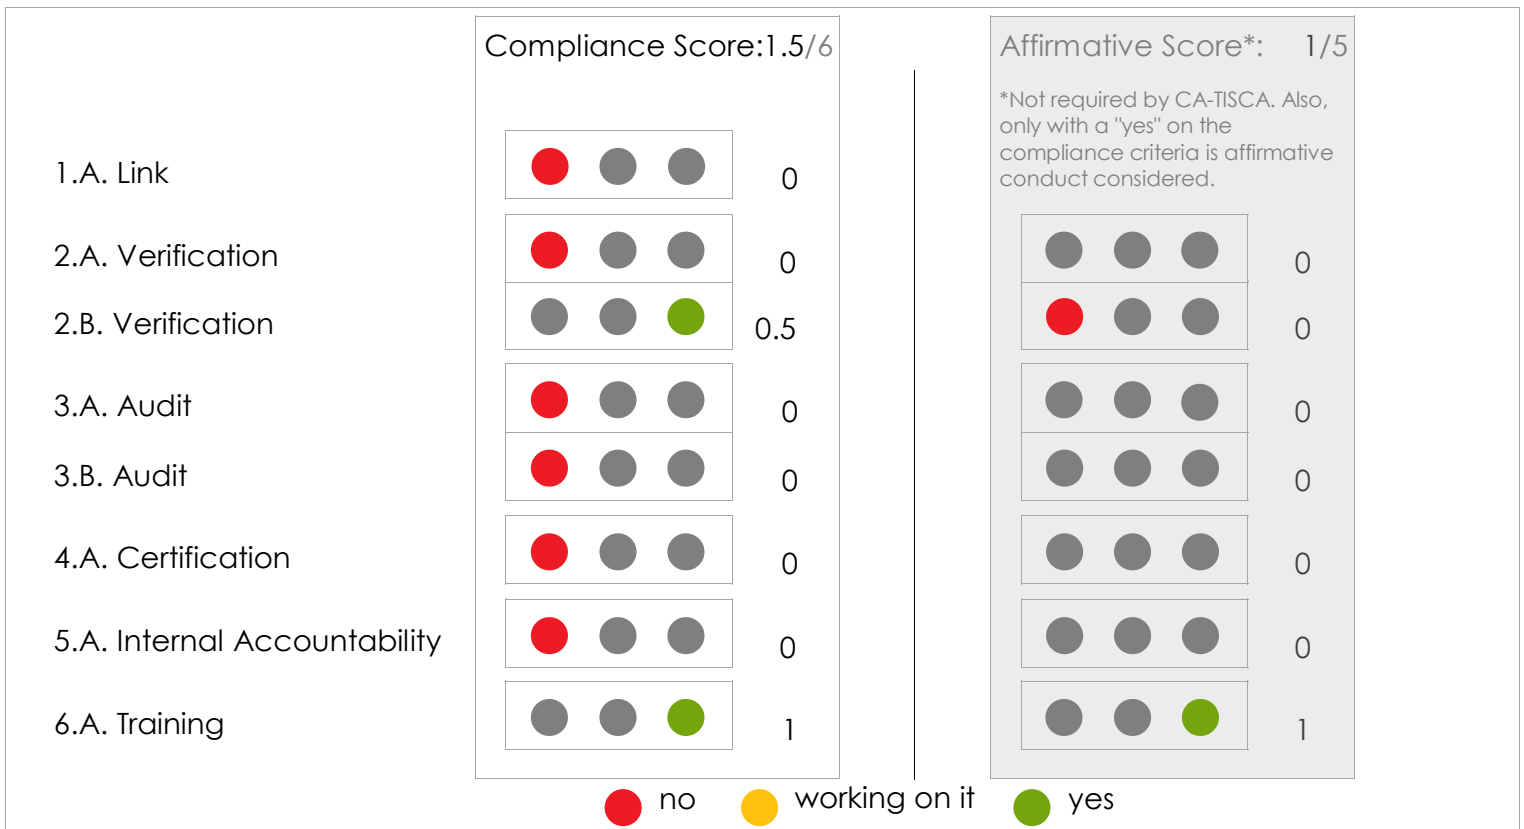 Compliance Score:1.5/6
Affirmative Score*: 1/5
*Not required by CA-TISCA. Also,
only with a "yes" on the
compliance criteria is affirmative
conduct considered.
1.A. Link 0
2.A. Verification 0 0
2.B. Verification 0.5 0
3.A. Audit 0 0
3.B. Audit 0 0
4.A. Certification 0 0
5.A. Internal Accountability 0 0
6.A. Training 1 1
no working on it yes